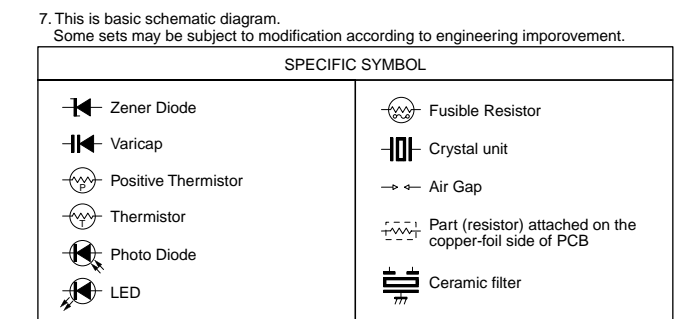 7. This is basic schematic diagram.
Some sets may be subject to modification according to engineering imporovement.
SPECIFIC SYMBOL
Zener Diode
Varicap
P
Positive Thermistor
T
Thermistor
Photo Diode
LED
Fusible Resistor
Crystal unit
Air Gap
Part (resistor) attached on the
copper-foil side of PCB
Ceramic filter